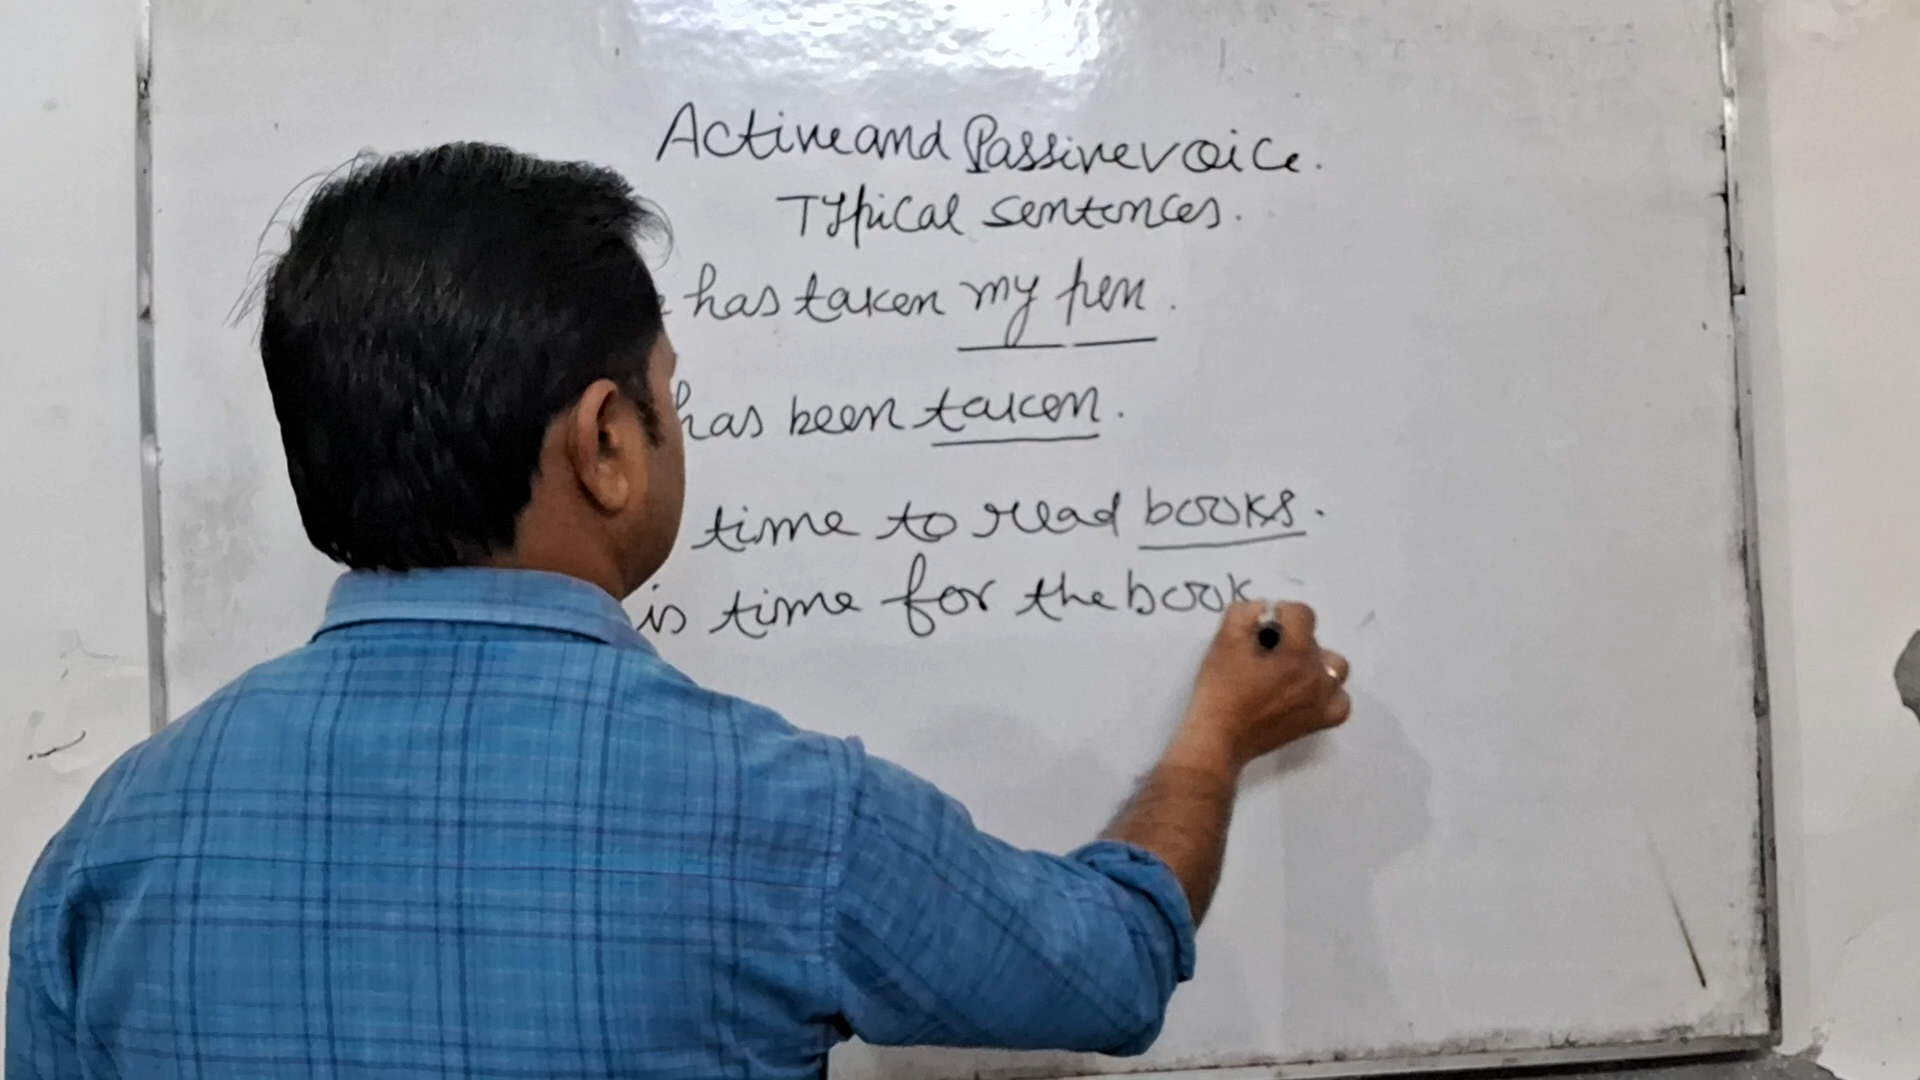 Active and Passive voice.
Typical sentences.
has taken my pen.
has been taken.
time to read books.
is time for the book